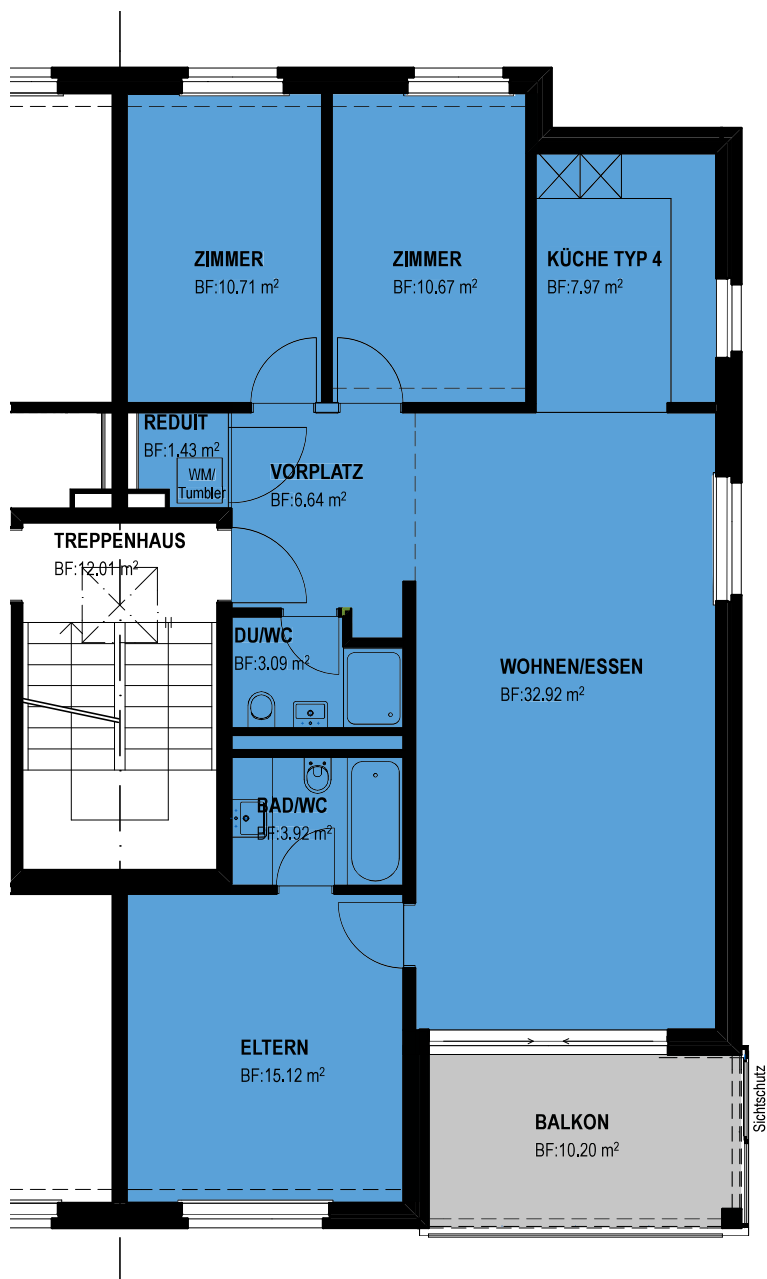 ZIMMER
BF:10.71 m²
ZIMMER
BF:10.67 m²
KÜCHE TYP 4
BF:7.97 m²
REDUIT
BF:1.43 m²
WM/
Tumbler
VORPLATZ
BF:6.64 m²
TREPPENHAUS
BF:12.01 m²
DU/WC
BF:3.09 m²
WOHNEN/ESSEN
BF:32.92 m²
BAD/WC
BF:3.92 m²
ELTERN
BF:15.12 m²
BALKON
BF:10.20 m²
Sichtschutz